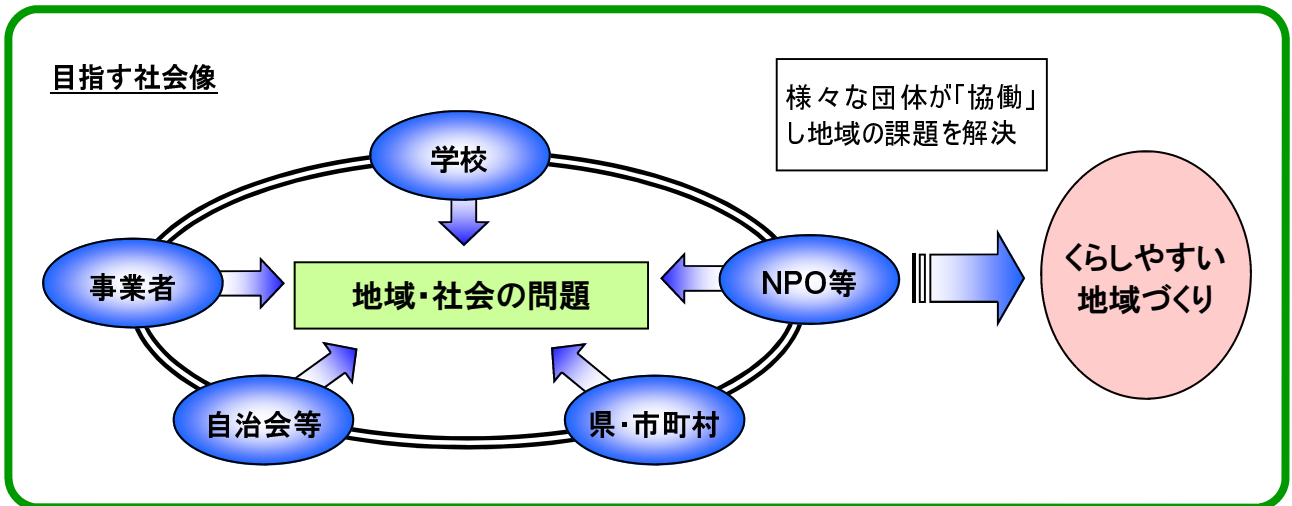 目指す社会像
様々な団体が「協働」
し地域の課題を解決
学校
事業者
地域・社会の問題
NPO等
くらしやすい
地域づくり
自治会等
県・市町村